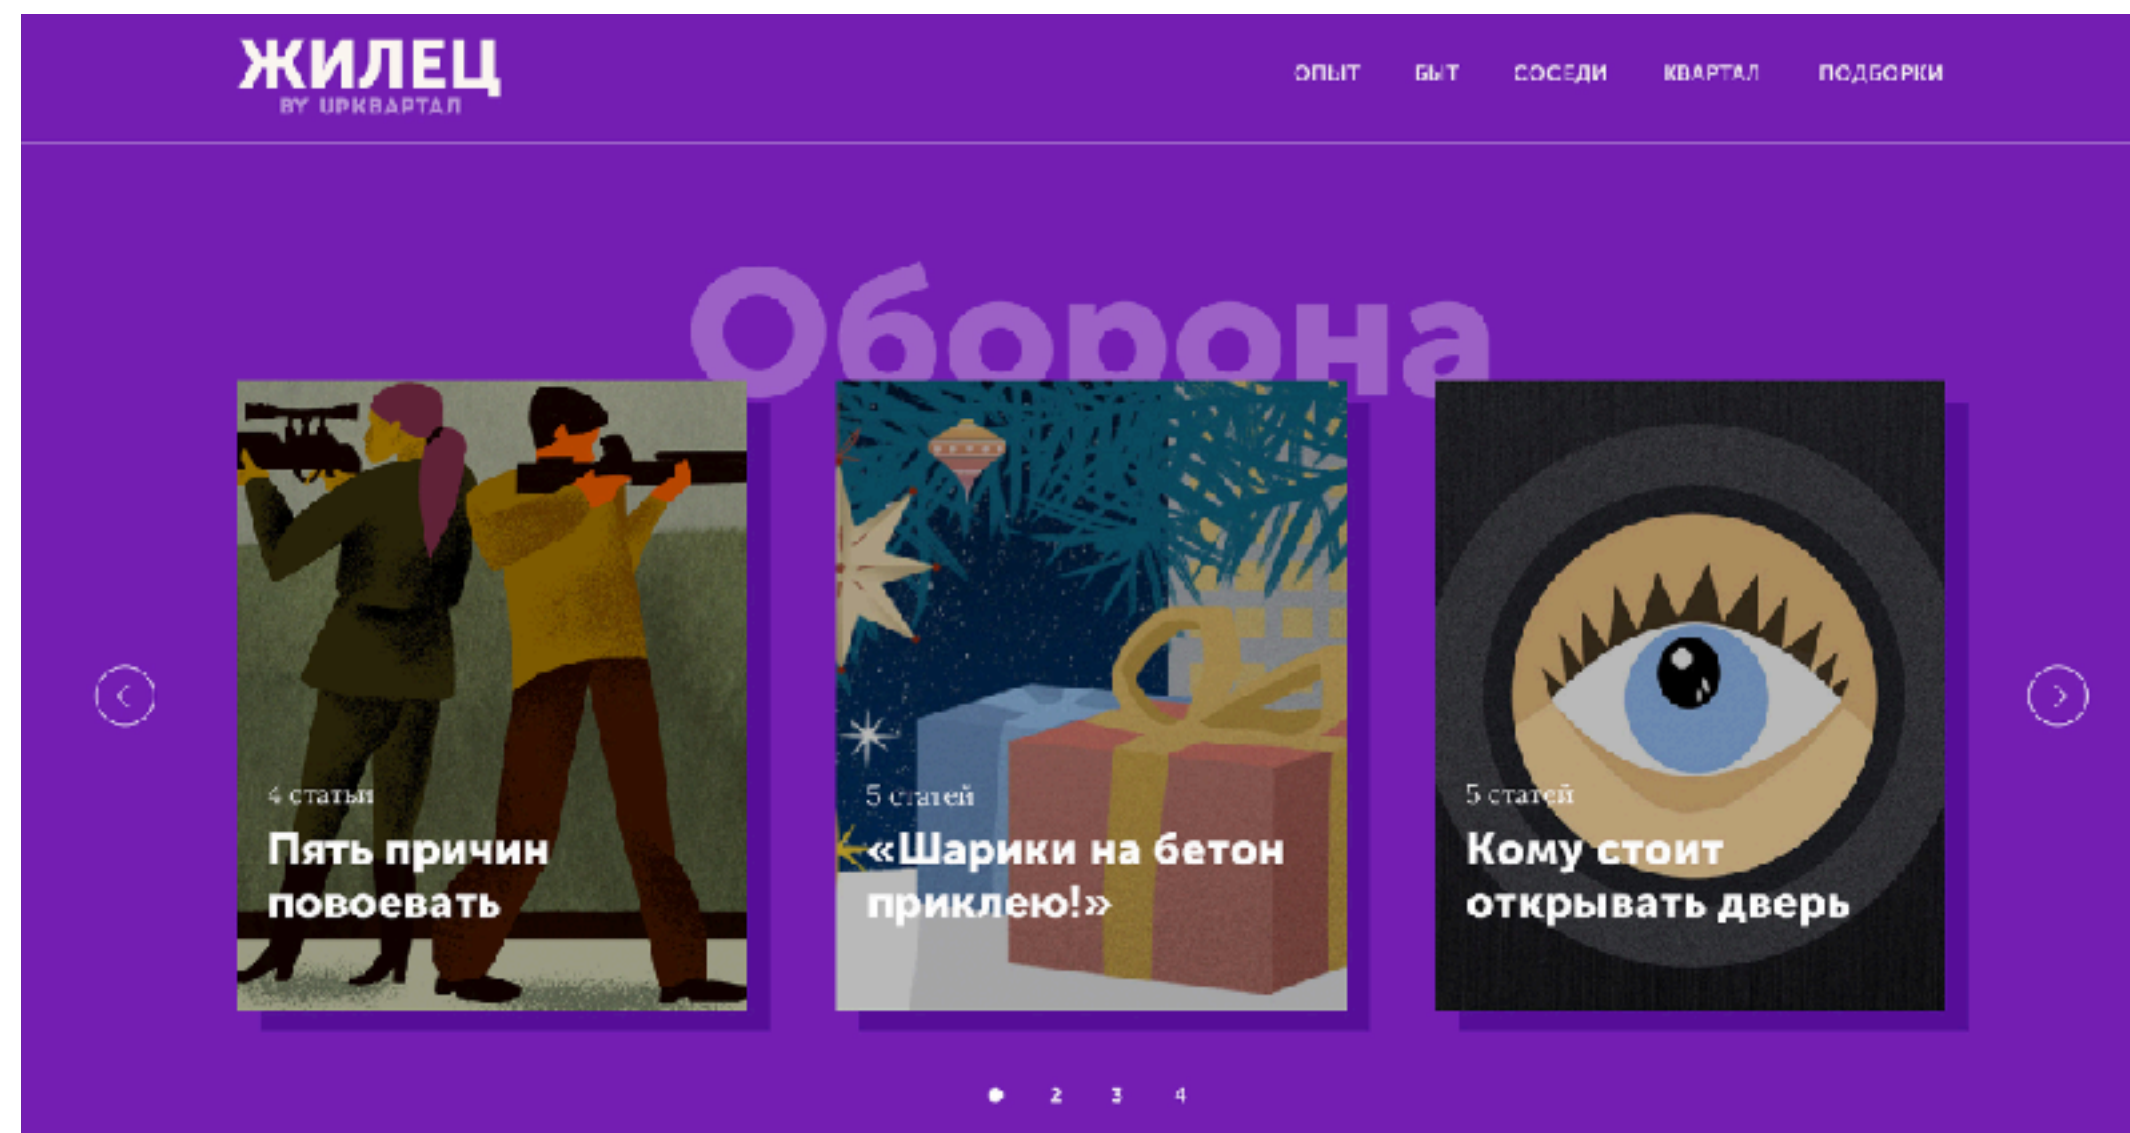 ЖИЛЕЦ
BY UPКВАРТАЛ
ОПЫТ БЫТ СОСЕДИ КВАРТАЛ ПОДБОРКИ
Оборона
4 статьи
Пять причин
повоевать
5 статей
«Шарики на бетон
приклею!»
5 статей
Кому стоит
открывать дверь
2 3 4